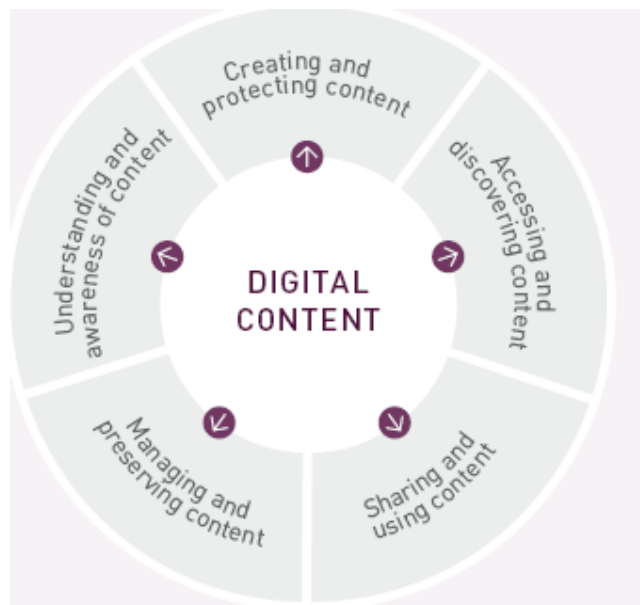 Creating and
protecting content
Accessing and
discovering content
Sharing and
using content
Managing and
preserving content
Understanding and
awareness of content
DIGITAL
CONTENT